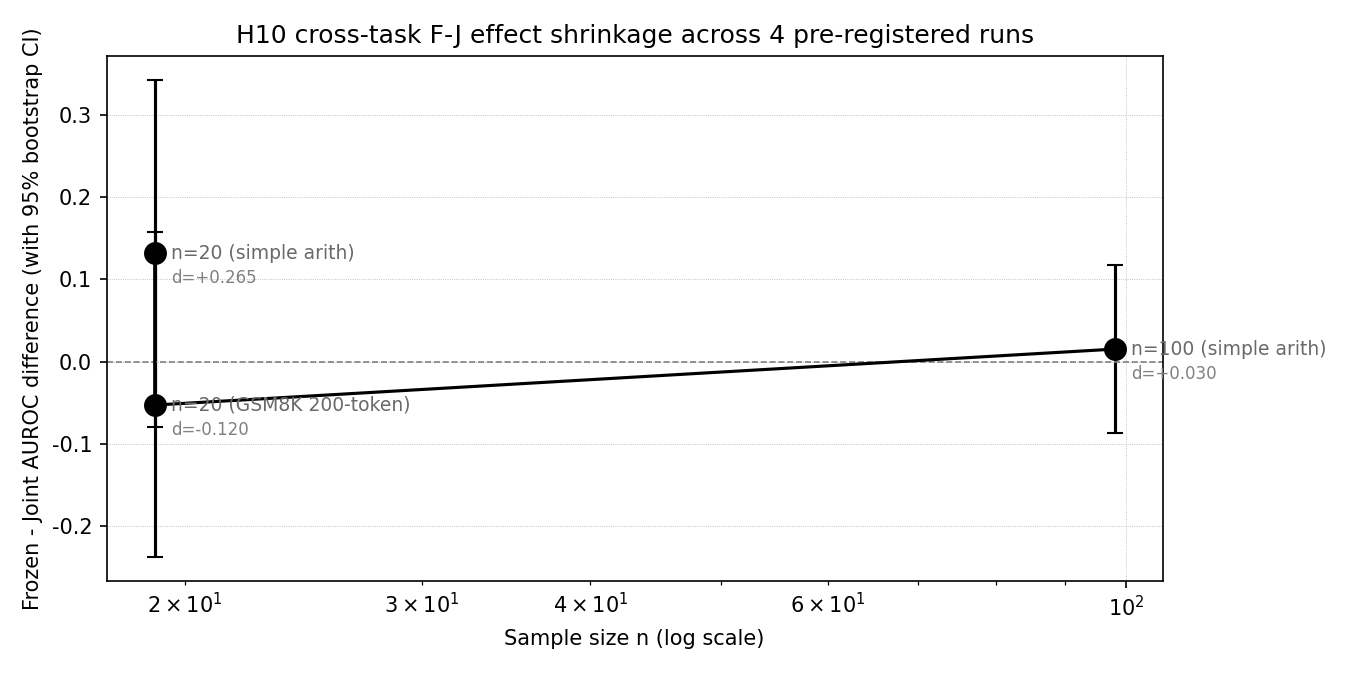 H10 cross-task F-J effect shrinkage across 4 pre-registered runs
Frozen - Joint AUROC difference (with 95% bootstrap CI)
0.3
0.2
0.1
0.0
-0.1
-0.2
n=20 (simple arith)
d=+0.265
n=20 (GSM8K 200-token)
d=-0.120
n=100 (simple arith)
d=+0.030
2 × 10¹
3 × 10¹
4 × 10¹
6 × 10¹
10²
Sample size n (log scale)